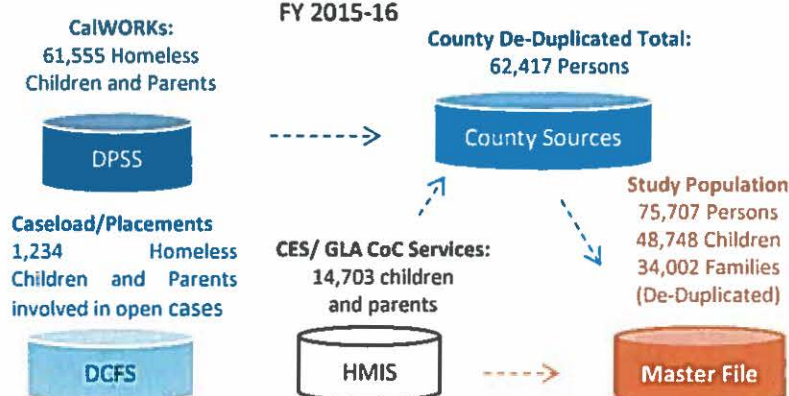 FY 2015-16
CalWORKs:
61,555 Homeless
Children and Parents
DPSS
County De-Duplicated Total:
62,417 Persons
County Sources
Caseload/Placements
1,234 Homeless
Children and Parents
involved in open cases
DCFS
CES/ GLA CoC Services:
14,703 children
and parents
HMIS
Study Population
75,707 Persons
48,748 Children
34,002 Families
(De-Duplicated)
Master File